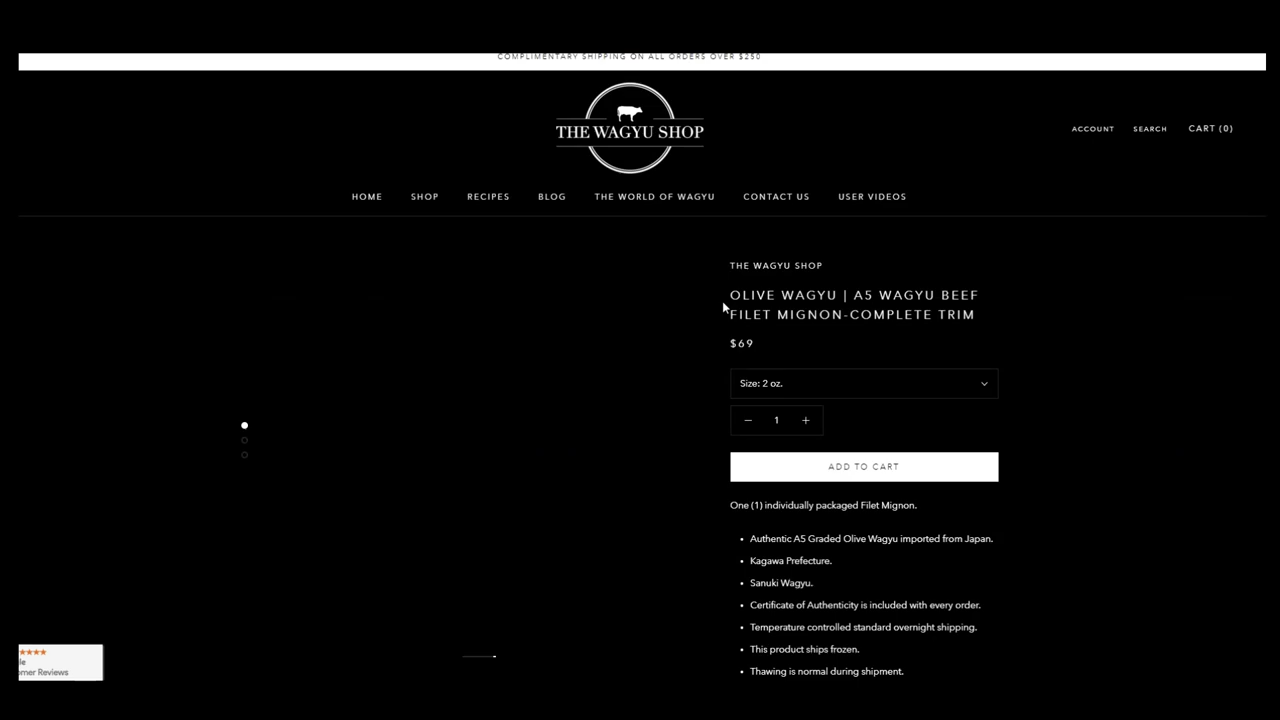 COMPLIMENTARY SHIPPING ON ALL ORDERS OVER $250
THE WAGYU SHOP
ACCOUNT SEARCH CART (0)
HOME SHOP RECIPES BLOG THE WORLD OF WAGYU CONTACT US USER VIDEOS
THE WAGYU SHOP
OLIVE WAGYU | A5 WAGYU BEEF
FILET MIGNON-COMPLETE TRIM
$69
Size: 2 oz.
1
ADD TO CART
One (1) individually packaged Filet Mignon.
Authentic A5 Graded Olive Wagyu imported from Japan.
Kagawa Prefecture.
Sanuki Wagyu.
Certificate of Authenticity is included with every order.
Temperature controlled standard overnight shipping.
This product ships frozen.
Thawing is normal during shipment.
Reviews